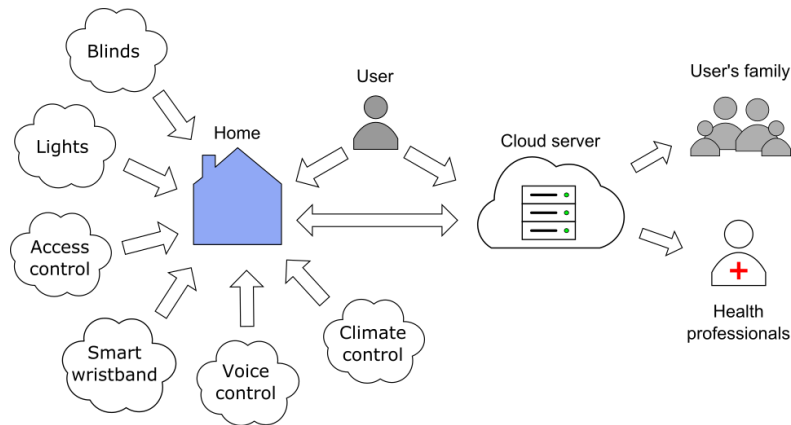 Blinds
User
User's family
Home
Cloud server
Lights
Access
control
Climate
control
Health
professionals
Smart
wristband
Voice
control